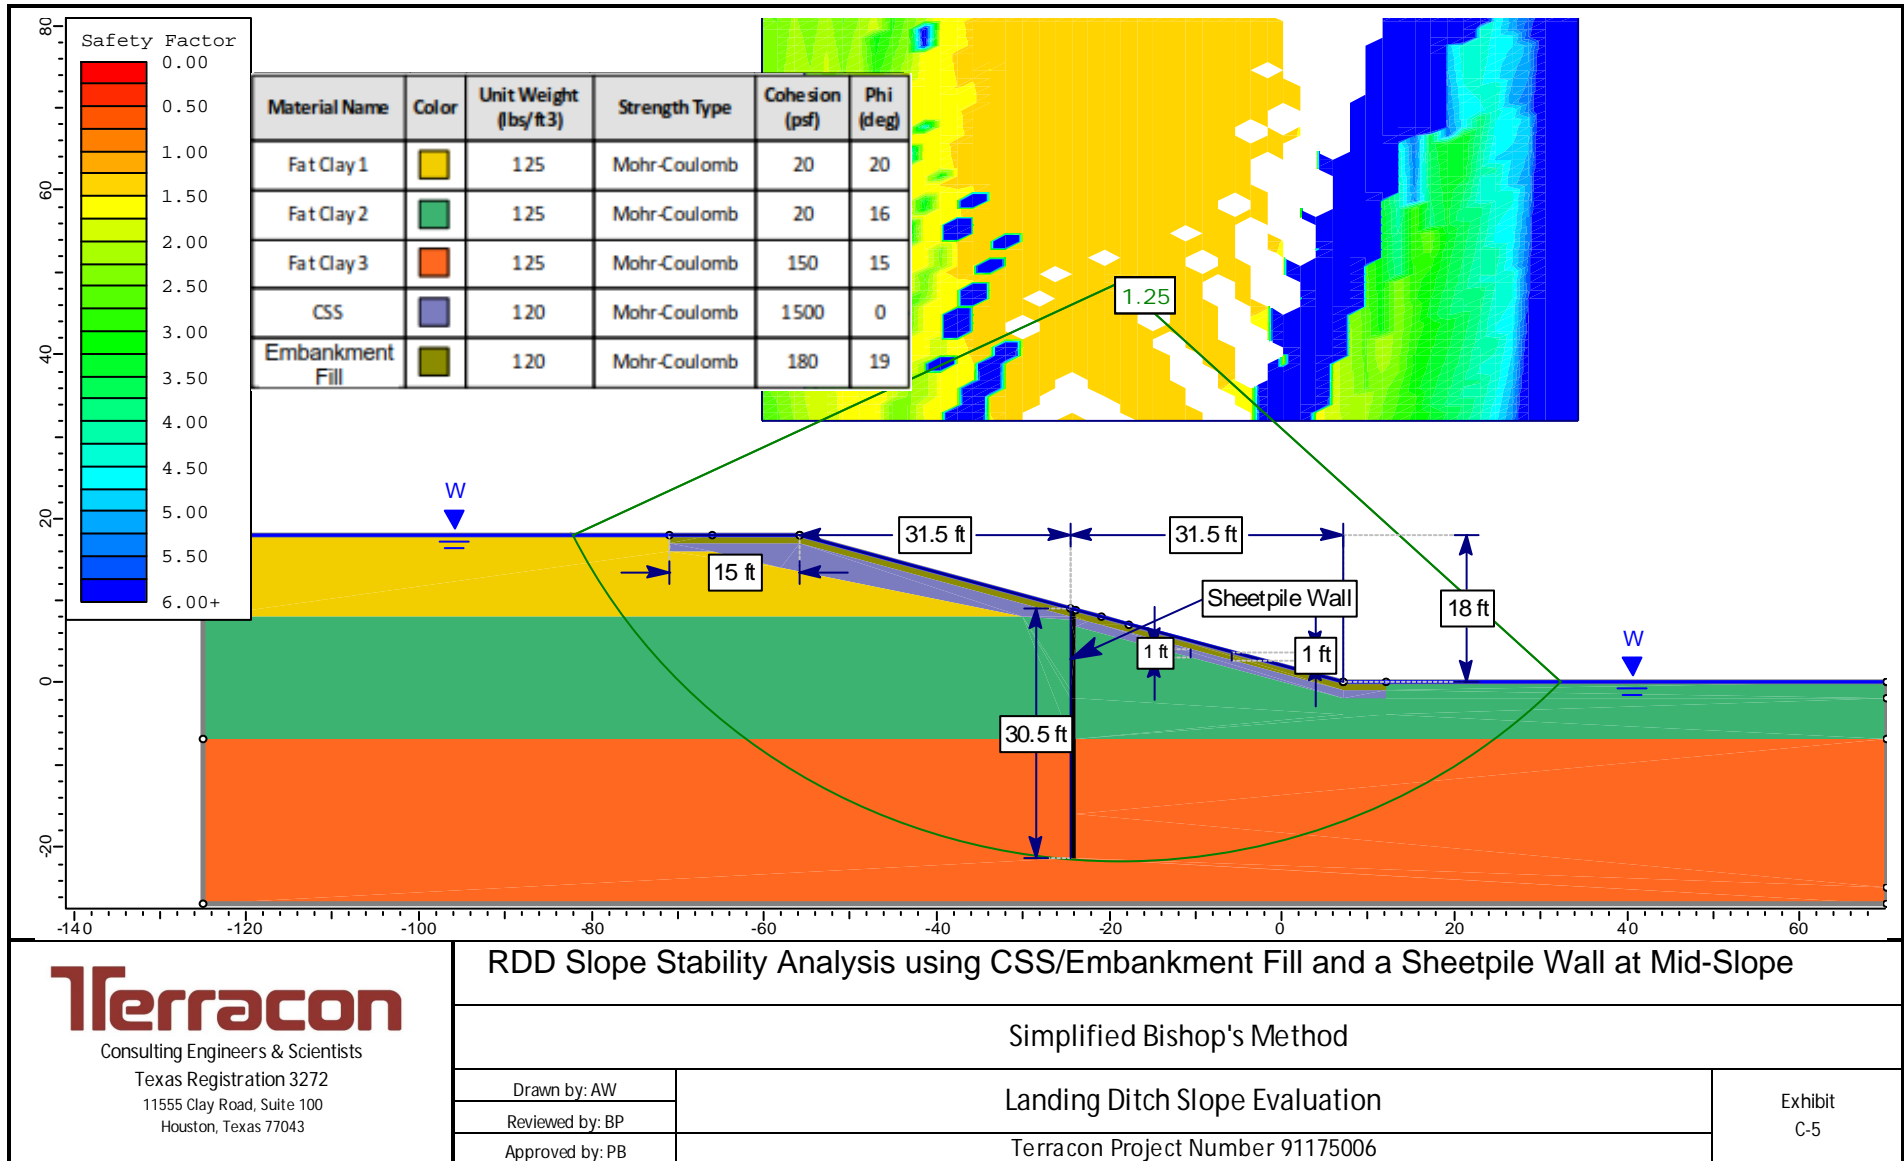 Safety Factor
0.00
0.50
1.00
1.50
2.00
2.50
3.00
3.50
4.00
4.50
5.00
5.50
6.00+
Material Name Color Unit Weight (lbs/ft3) Strength Type Cohesion (psf) Phi (deg)
Fat Clay 1 125 Mohr-Coulomb 20 20
Fat Clay 2 125 Mohr-Coulomb 20 16
Fat Clay 3 125 Mohr-Coulomb 150 15
CSS 120 Mohr-Coulomb 1500 0
Embankment Fill 120 Mohr-Coulomb 180 19
80
60
40
20
0
-20
1.25
W
31.5 ft
31.5 ft
15 ft
Sheetpile Wall
18 ft
1 ft
1 ft
W
30.5 ft
-140 -120 -100 -80 -60 -40 -20 0 20 40 60
Terracon
Consulting Engineers & Scientists
Texas Registration 3272
11555 Clay Road, Suite 100
Houston, Texas 77043
RDD Slope Stability Analysis using CSS/Embankment Fill and a Sheetpile Wall at Mid-Slope
Simplified Bishop's Method
Drawn by: AW
Reviewed by: BP
Approved by: PB
Landing Ditch Slope Evaluation
Terracon Project Number 91175006
Exhibit
C-5